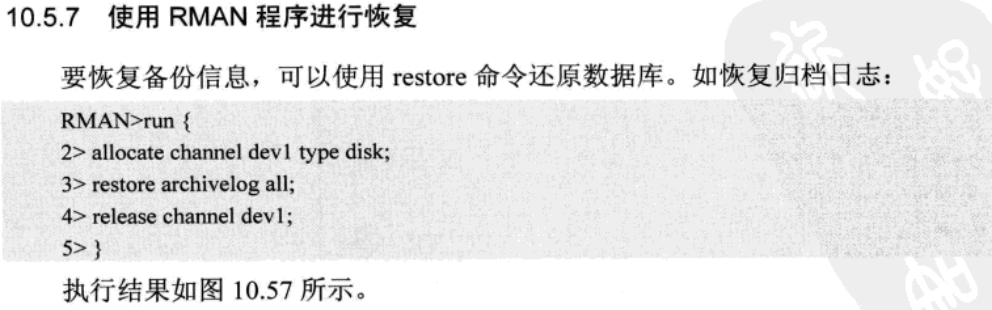 10.5.7 使用 RMAN 程序进行恢复
要恢复备份信息，可以使用 restore 命令还原数据库。如恢复归档日志：
RMAN>run {
2> allocate channel dev1 type disk;
3> restore archivelog all;
4> release channel dev1;
5> }
执行结果如图 10.57 所示。